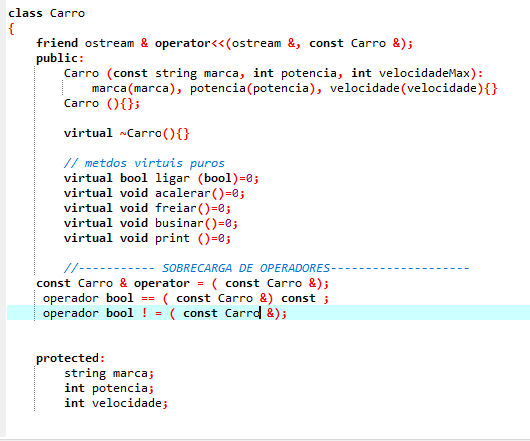 class Carro
{
friend ostream & operator<<(ostream &, const Carro &);
public:
Carro (const string marca, int potencia, int velocidadeMax):
marca(marca), potencia(potencia), velocidade(velocidade){}
Carro (){};
virtual ~Carro(){}
// metdos virtuis puros
virtual bool ligar (bool)=0;
virtual void acalerar()=0;
virtual void freiar()=0;
virtual void businar()=0;
virtual void print ()=0;
//----------- SOBRECARGA DE OPERADORES--------------------
const Carro & operator = ( const Carro &);
operador bool == ( const Carro &) const ;
operador bool ! = ( const Carro &);
protected:
string marca;
int potencia;
int velocidade;